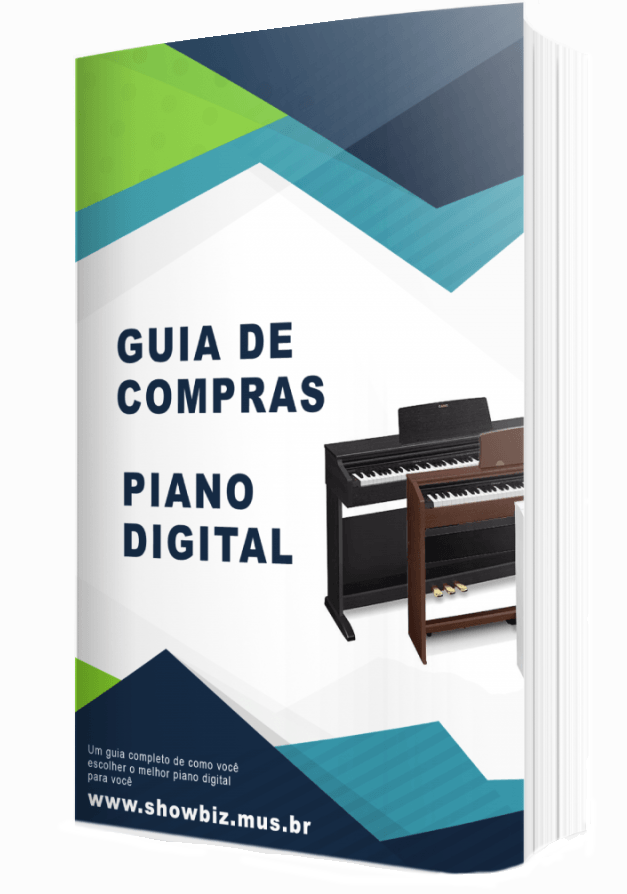 GUIA DE
COMPRAS
PIANO
DIGITAL
Um guia completo de como você
escolher o melhor piano digital
para você
www.showbiz.mus.br